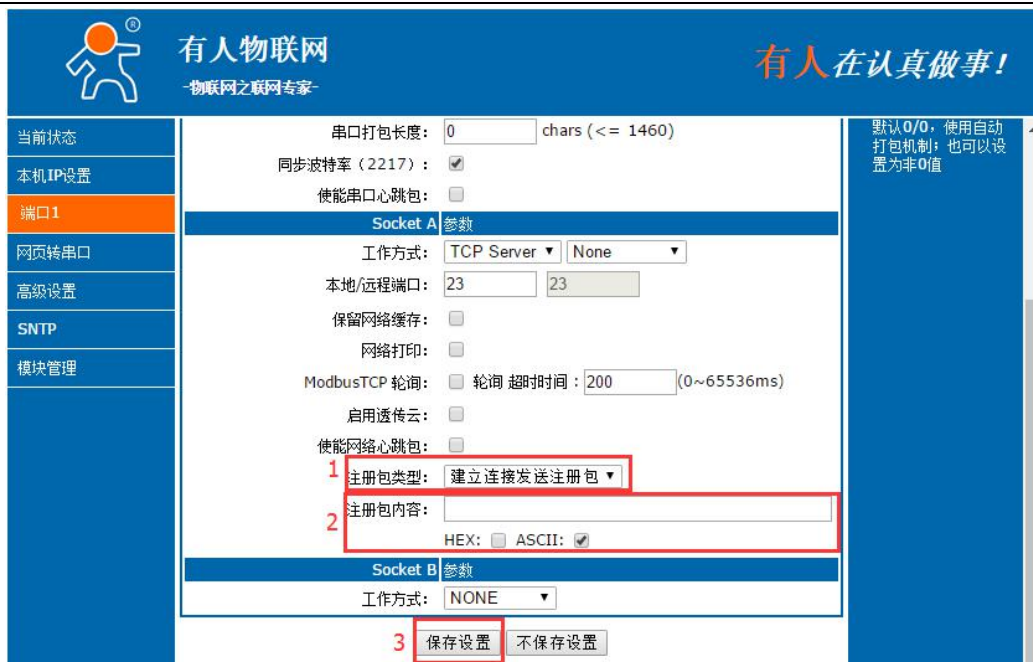 ®
有人物联网
-物联网之联网专家-
有人在认真做事!
当前状态
本机IP设置
端口1
网页转串口
高级设置
SNTP
模块管理
串口打包长度: 0 chars (<= 1460)
同步波特率(2217):
使能串口心跳包:
Socket A 参数
工作方式: TCP Server None
本地/远程端口: 23 23
保留网络缓存:
网络打印:
ModbusTCP 轮询: 轮询 超时时间:200 (0~65536ms)
启用透传云:
使能网络心跳包:
1 注册包类型: 建立连接发送注册包
2 注册包内容:
HEX: ASCII:
Socket B 参数
工作方式: NONE
3 保存设置 不保存设置
默认0/0,使用自动
打包机制;也可以设
置为非0值